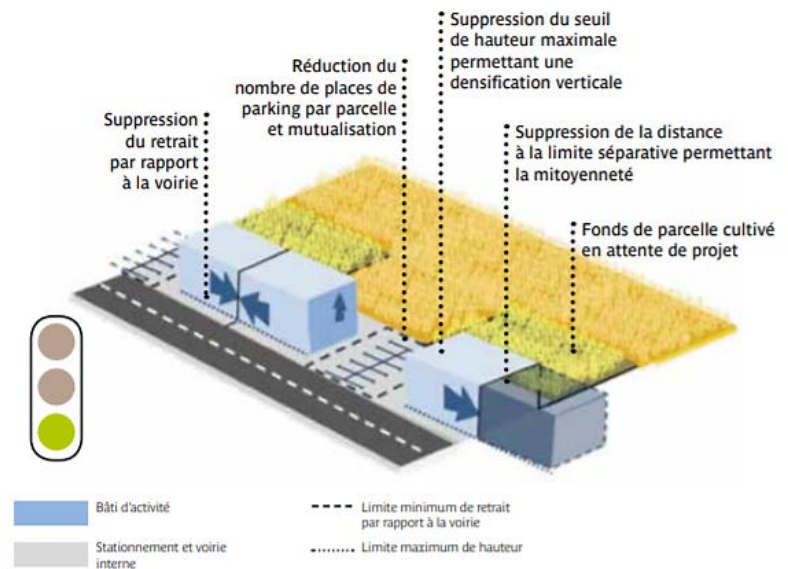 Suppression du seuil
de hauteur maximale
permettant une
densification verticale
Réduction du
nombre de places de
parking par parcelle
et mutualisation
Suppression
du retrait
par rapport
à la voirie
Suppression de la distance
à la limite séparative permettant
la mitoyenneté
Fonds de parcelle cultivé
en attente de projet
Bâti d'activité
Stationnement et voirie
interne
Limite minimum de retrait
par rapport à la voirie
Limite maximum de hauteur